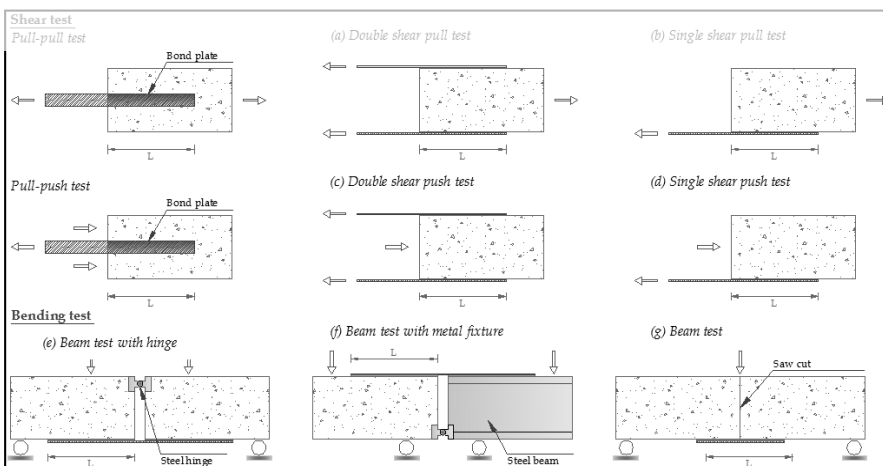 Shear test
Pull-pull test
(a) Double shear pull test
(b) Single shear pull test
Bond plate
L
L
L
Pull-push test
(c) Double shear push test
(d) Single shear push test
Bond plate
L
L
L
Bending test
(e) Beam test with hinge
(f) Beam test with metal fixture
(g) Beam test
L
Saw cut
L
Steel hinge
Steel beam
L